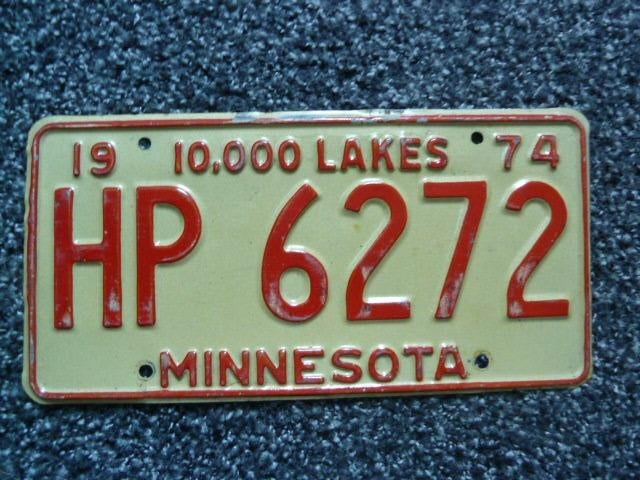 19 10,000 LAKES 74
HP 6272
MINNESOTA